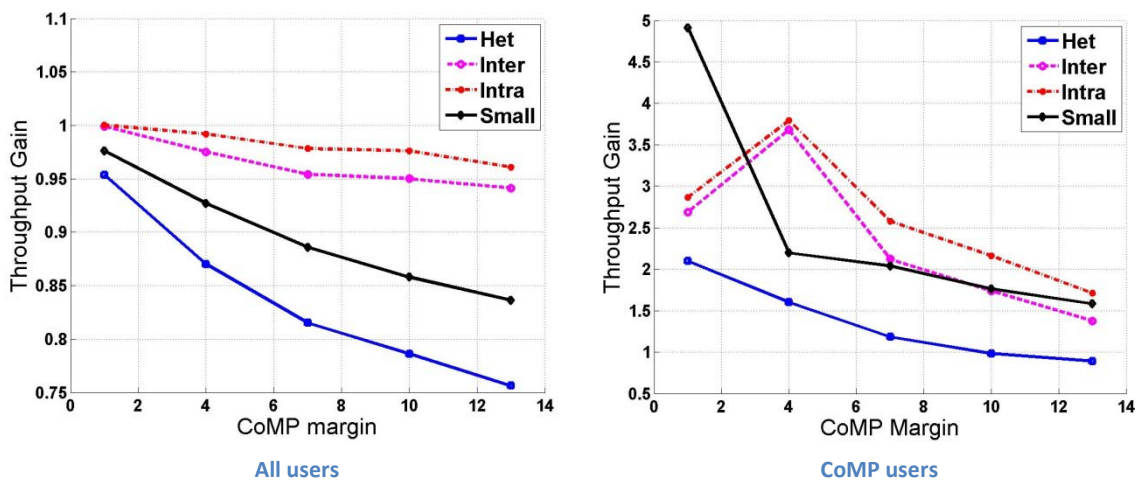 1.1
1.05
1
0.95
0.9
0.85
0.8
0.75
0 2 4 6 8 10 12 14
Throughput Gain
CoMP margin
Het
Inter
Intra
Small
All users
5
4.5
4
3.5
3
2.5
2
1.5
1
0.5
0 2 4 6 8 10 12 14
Throughput Gain
CoMP Margin
Het
Inter
Intra
Small
CoMP users